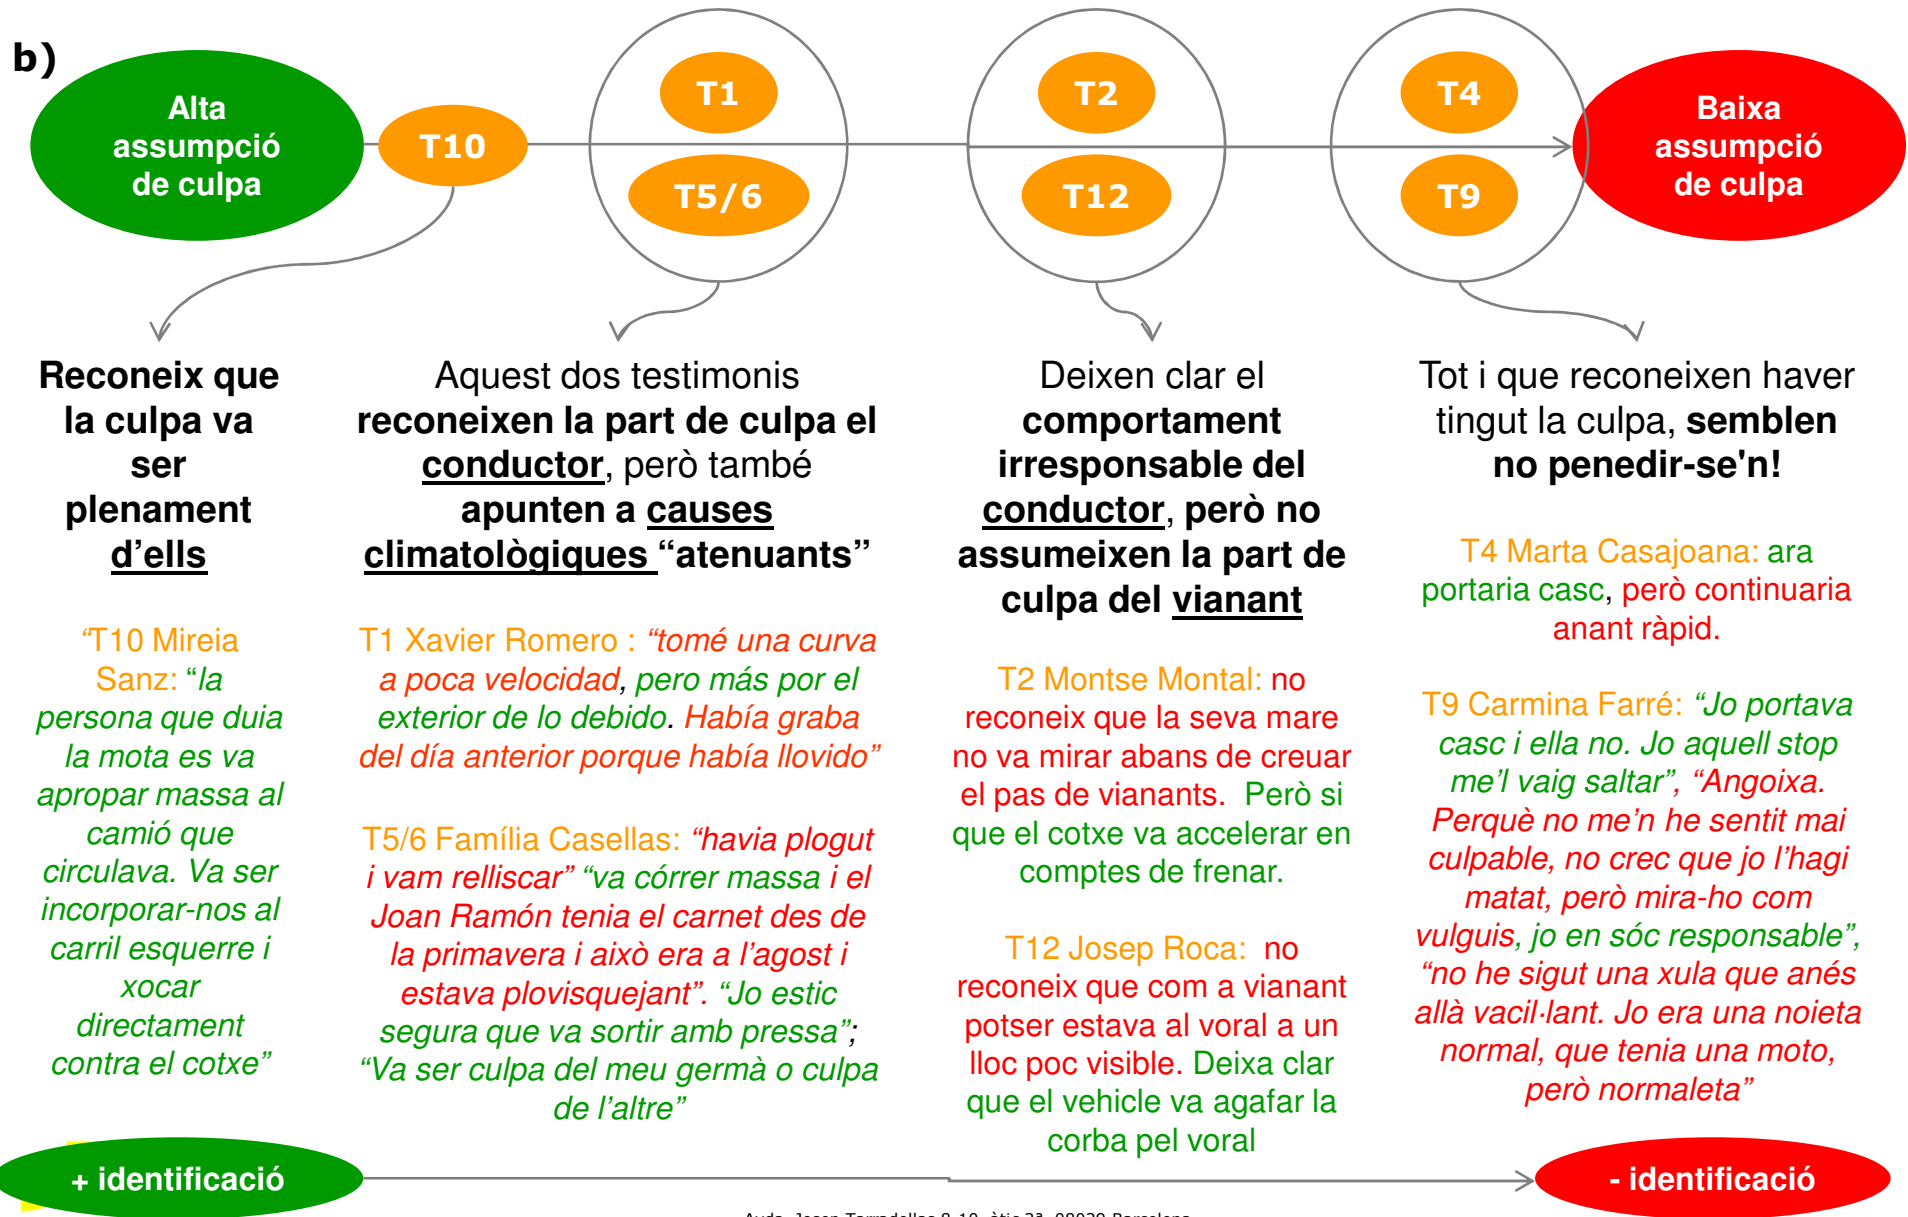 b)
Alta
assumpció
de culpa
T10
T1
T5/6
T2
T12
T4
T9
Baixa
assumpció
de culpa
Reconeix que
la culpa va
ser
plenament
d’ells
“T10 Mireia
Sanz: “la
persona que duia
la mota es va
apropar massa al
camió que
circulava. Va ser
incorporar-nos al
carril esquerre i
xocar
directament
contra el cotxe”
Aquest dos testimonis
reconeixen la part de culpa el
conductor, però també
apunten a causes
climatològiques “atenuants”
T1 Xavier Romero : “tomé una curva
a poca velocidad, pero más por el
exterior de lo debido. Había graba
del día anterior porque había llovido”
T5/6 Família Casellas: “havia plogut
i vam relliscar” “va córrer massa i el
Joan Ramón tenia el carnet des de
la primavera i això era a l’agost i
estava plovisquejant”. “Jo estic
segura que va sortir amb pressa”;
“Va ser culpa del meu germà o culpa
de l’altre”
Deixen clar el
comportament
irresponsable del
conductor, però no
assumeixen la part de
culpa del vianant
T2 Montse Montal: no
reconeix que la seva mare
no va mirar abans de creuar
el pas de vianants. Però si
que el cotxe va accelerar en
comptes de frenar.
T12 Josep Roca: no
reconeix que com a vianant
potser estava al voral a un
lloc poc visible. Deixa clar
que el vehicle va agafar la
corba pel voral
Tot i que reconeixen haver
tingut la culpa, semblen
no penedir-se'n!
T4 Marta Casajoana: ara
portaria casc, però continuaria
anant ràpid.
T9 Carmina Farré: “Jo portava
casc i ella no. Jo aquell stop
me’l vaig saltar”, “Angoixa.
Perquè no me’n he sentit mai
culpable, no crec que jo l’hagi
matat, però mira-ho com
vulguis, jo en sóc responsable”,
“no he sigut una xula que anés
allà vacil·lant. Jo era una noieta
normal, que tenia una moto,
però normaleta”
+ identificació
- identificació
Avda. Josep Tarradellas 8-10, àtic 2ª, 08029 Barcelona